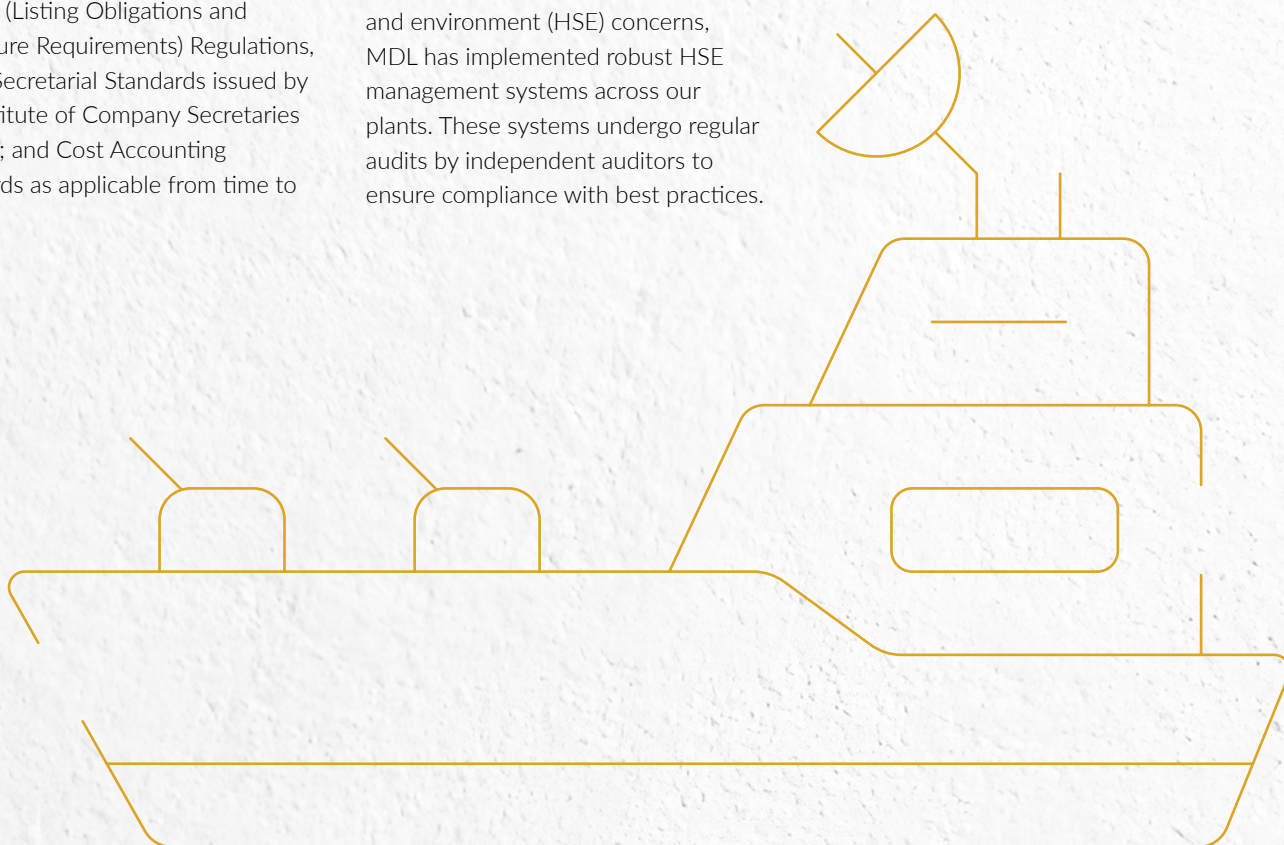 (Listing Obligations and
ure Requirements) Regulations,
Secretarial Standards issued by
titute of Company Secretaries
; and Cost Accounting
rds as applicable from time to
and environment (HSE) concerns,
MDL has implemented robust HSE
management systems across our
plants. These systems undergo regular
audits by independent auditors to
ensure compliance with best practices.